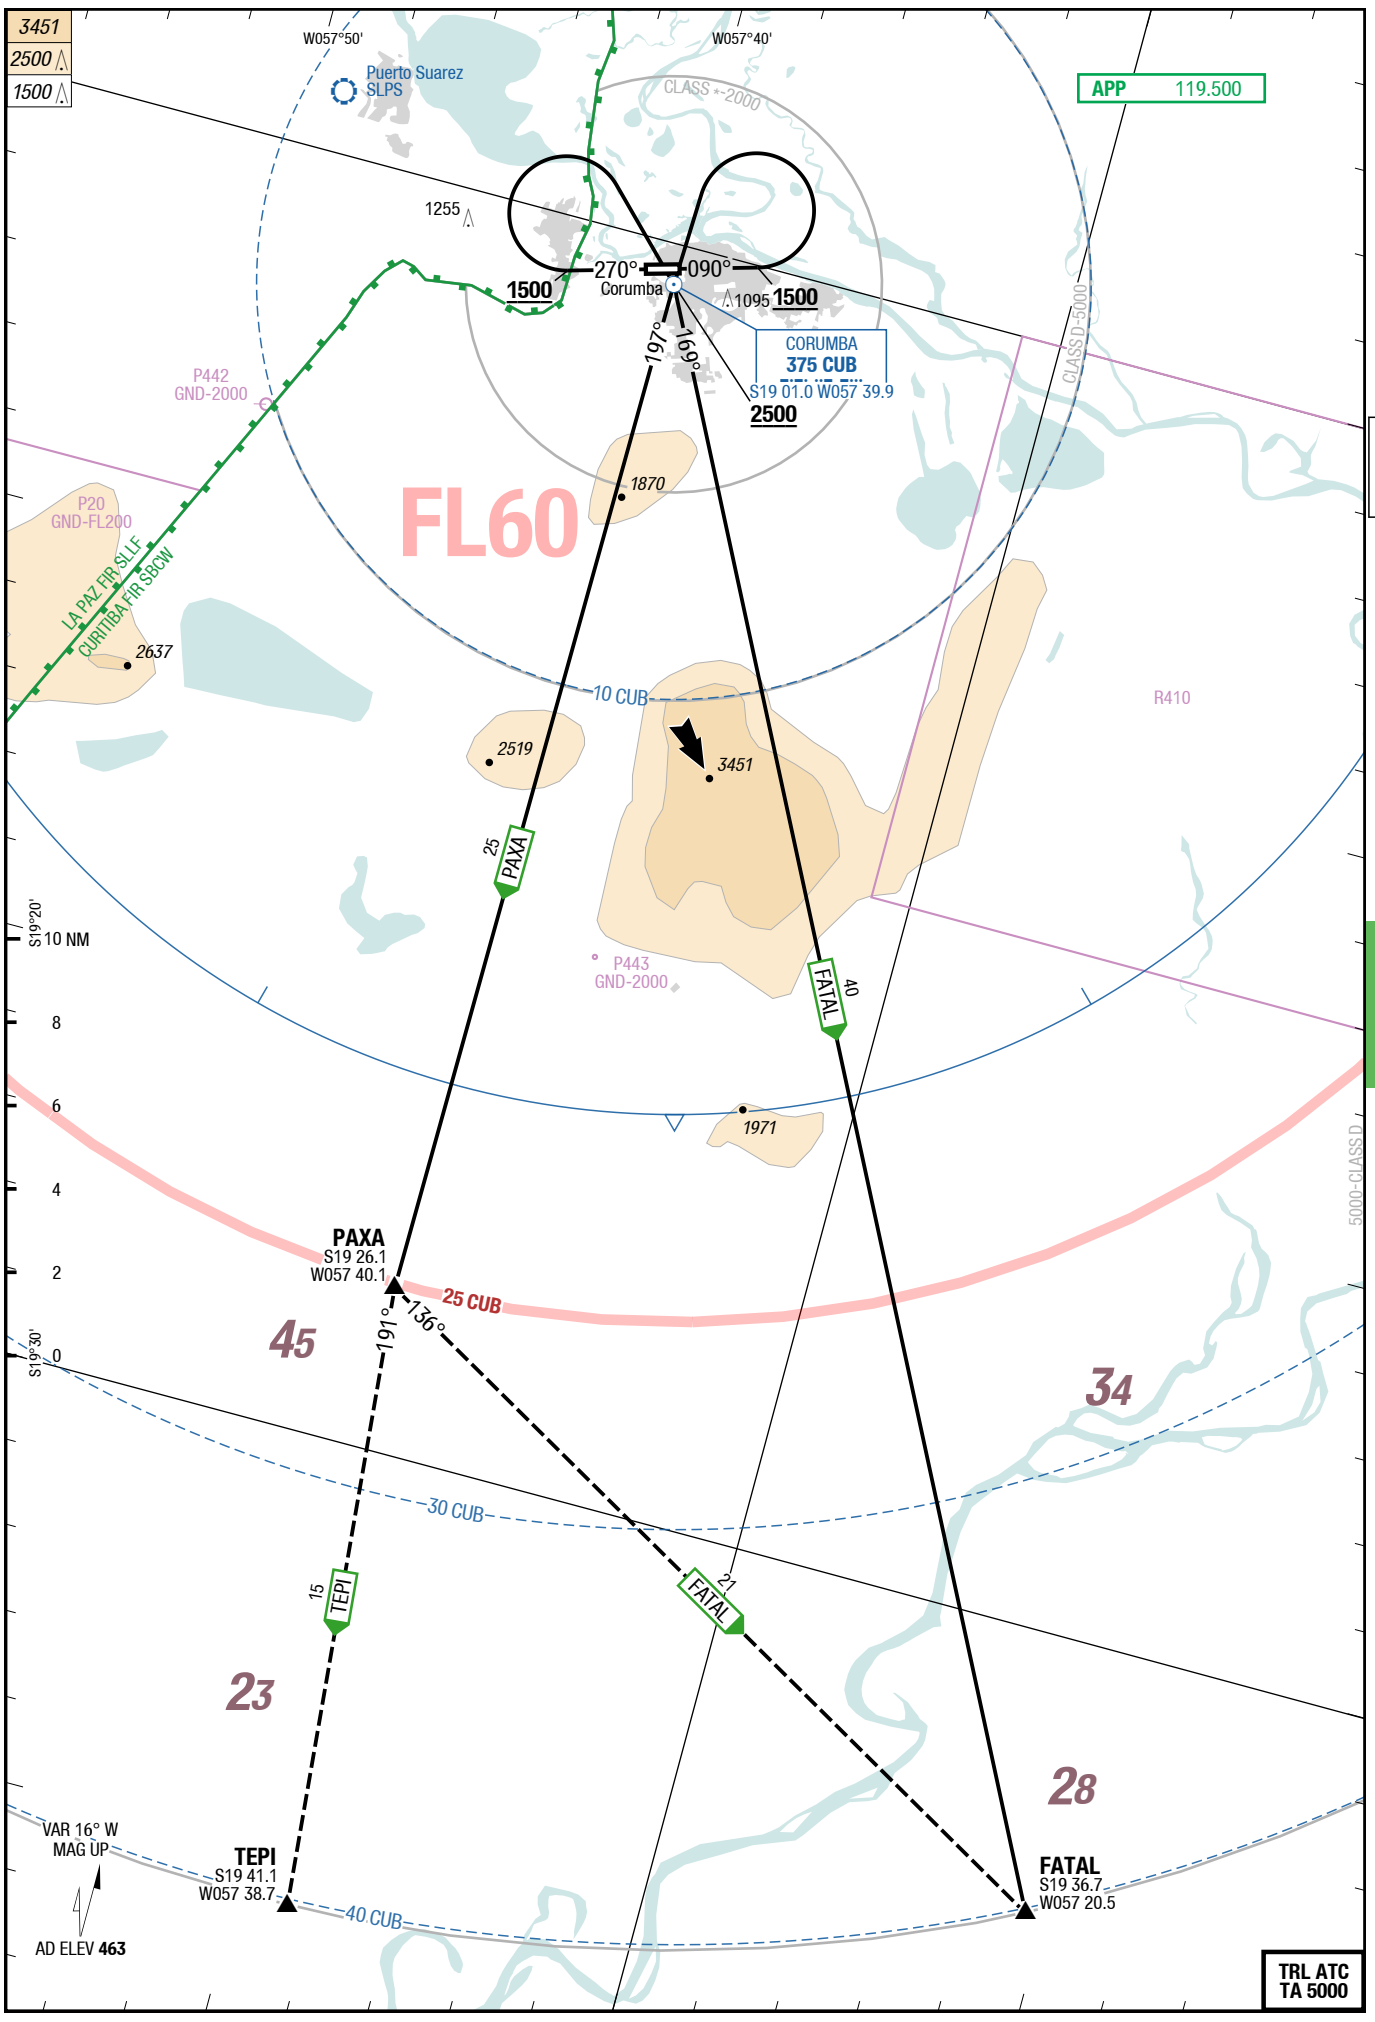 3451
2500
1500
W057°50'
W057°40'
Puerto Suarez
SLPS
CLASS *-2000
APP 119.500
1255
270°
090°
1500
Corumba
1095
1500
197°
169°
CORUMBA
375 CUB
S19 01.0 W057 39.9
2500
CLASS D-5000
P442
GND-2000
1870
FL60
P20
GND-FL200
LA PAZ FIR SLLF
CURITIBA FIR SBCW
2637
10 CUB
R410
2519
3451
25
PAXA
S19°20'
10 NM
P443
GND-2000
FATAL
40
8
6
1971
4
5000-CLASS D
PAXA
S19 26.1
W057 40.1
2
25 CUB
191°
136°
45
S19°30'
0
34
30 CUB
15
TEPI
21
FATAL
23
28
VAR 16° W
MAG UP
TEPI
S19 41.1
W057 38.7
FATAL
S19 36.7
W057 20.5
40 CUB
AD ELEV 463
TRL ATC
TA 5000